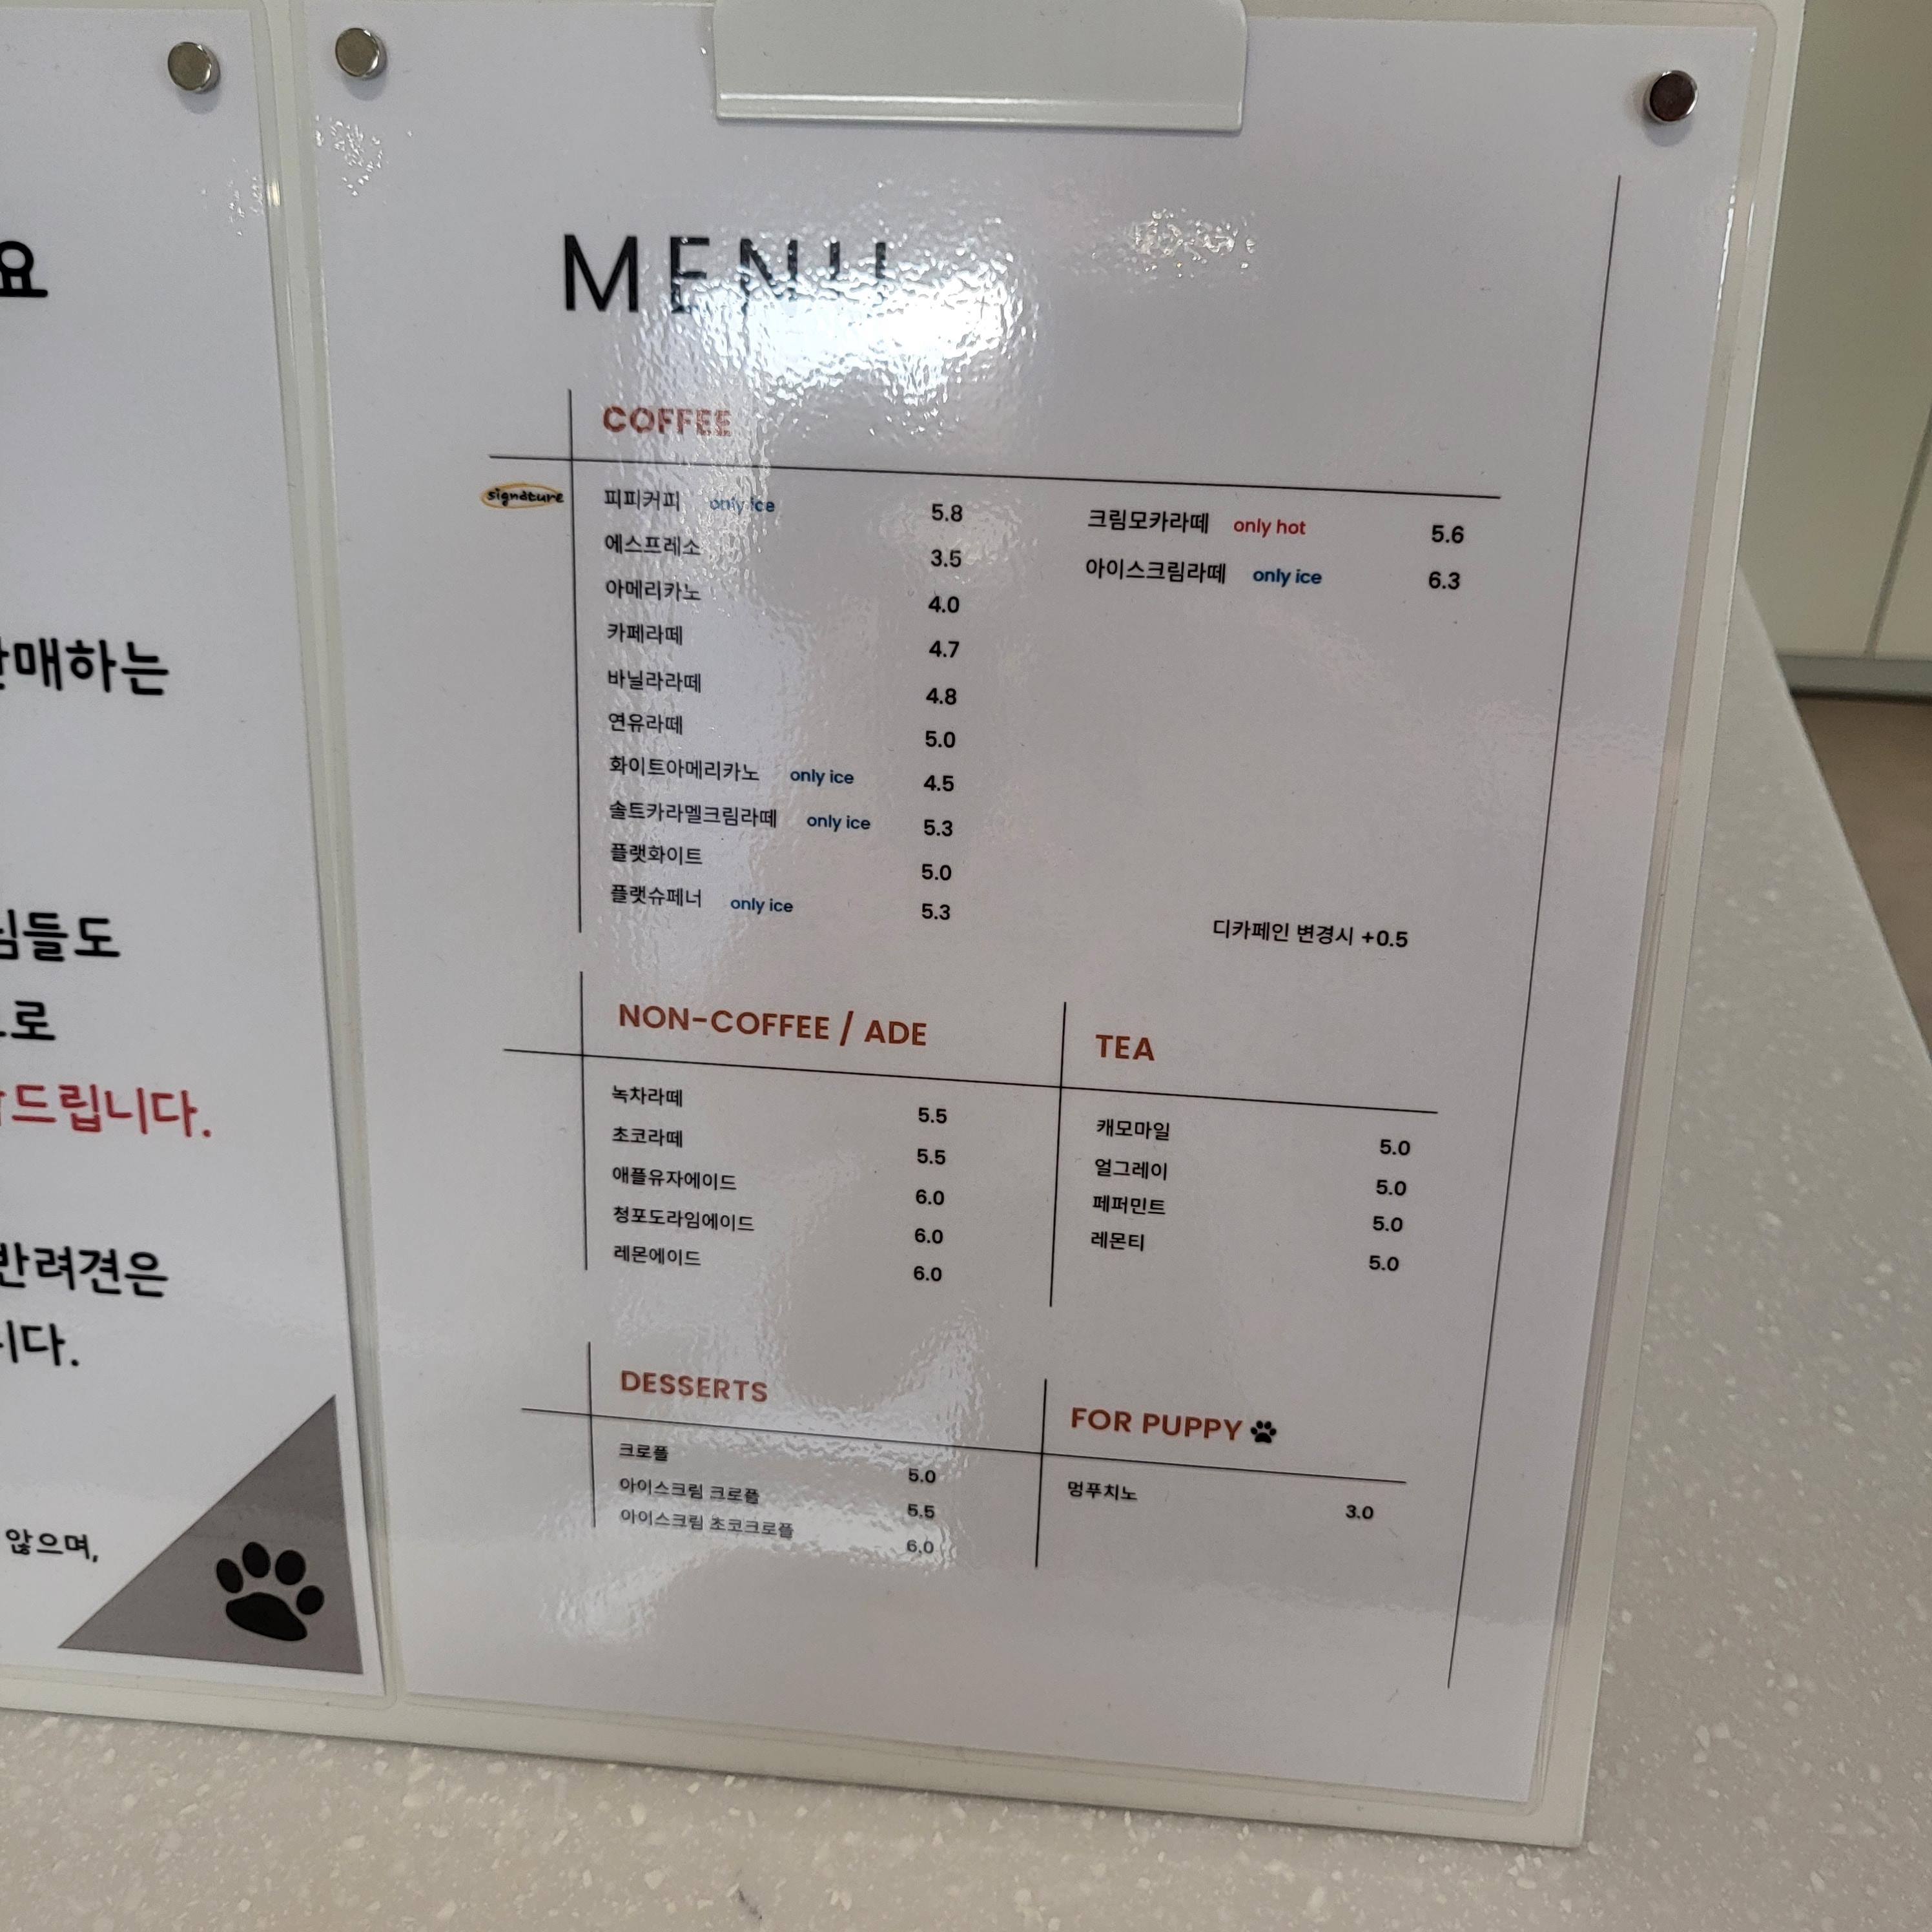 요
판매하는
님들도
으로
드립니다.
반려견은
니다.
않으며,
MENU
COFFEE
signature 피피커피 only ice 5.8
에스프레소 3.5
아메리카노 4.0
카페라떼 4.7
바닐라라떼 4.8
연유라떼 5.0
화이트아메리카노 only ice 4.5
솔트카라멜크림라떼 only ice 5.3
플랫화이트 5.0
플랫슈페너 only ice 5.3
크림모카라떼 only hot 5.6
아이스크림라떼 only ice 6.3
디카페인 변경시 +0.5
NON-COFFEE / ADE
녹차라떼 5.5
초코라떼 5.5
애플유자에이드 6.0
청포도라임에이드 6.0
레몬에이드 6.0
TEA
캐모마일 5.0
얼그레이 5.0
페퍼민트 5.0
레몬티 5.0
DESSERTS
크로플 5.0
아이스크림 크로플 5.5
아이스크림 초코크로플 6.0
FOR PUPPY
멍푸치노 3.0